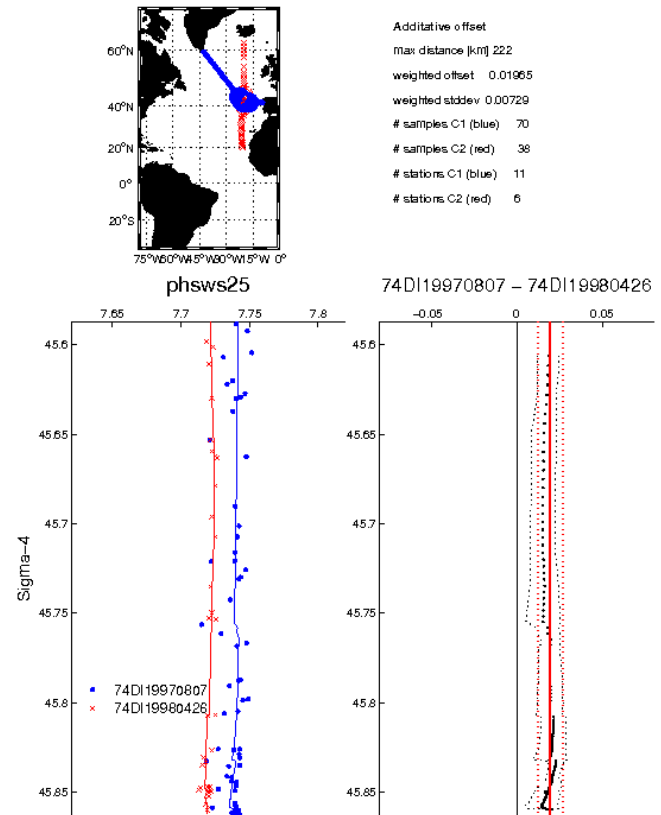 Additative offset
max distance [km] 222
weighted offset 0.01965
weighted stddev 0.00729
# samples C1 (blue) 70
# samples C2 (red) 38
# stations C1 (blue) 11
# stations C2 (red) 6
60°N
40°N
20°N
0°
20°S
75°W 60°W 45°W 30°W 15°W 0°
phsws25
74DI19970807 – 74DI19980426
7.65 7.7 7.75 7.8
-0.05 0 0.05
45.6 45.6
45.65 45.65
45.7 45.7
45.75 45.75
45.8 45.8
45.85 45.85
Sigma-4
74DI19970807
74DI19980426